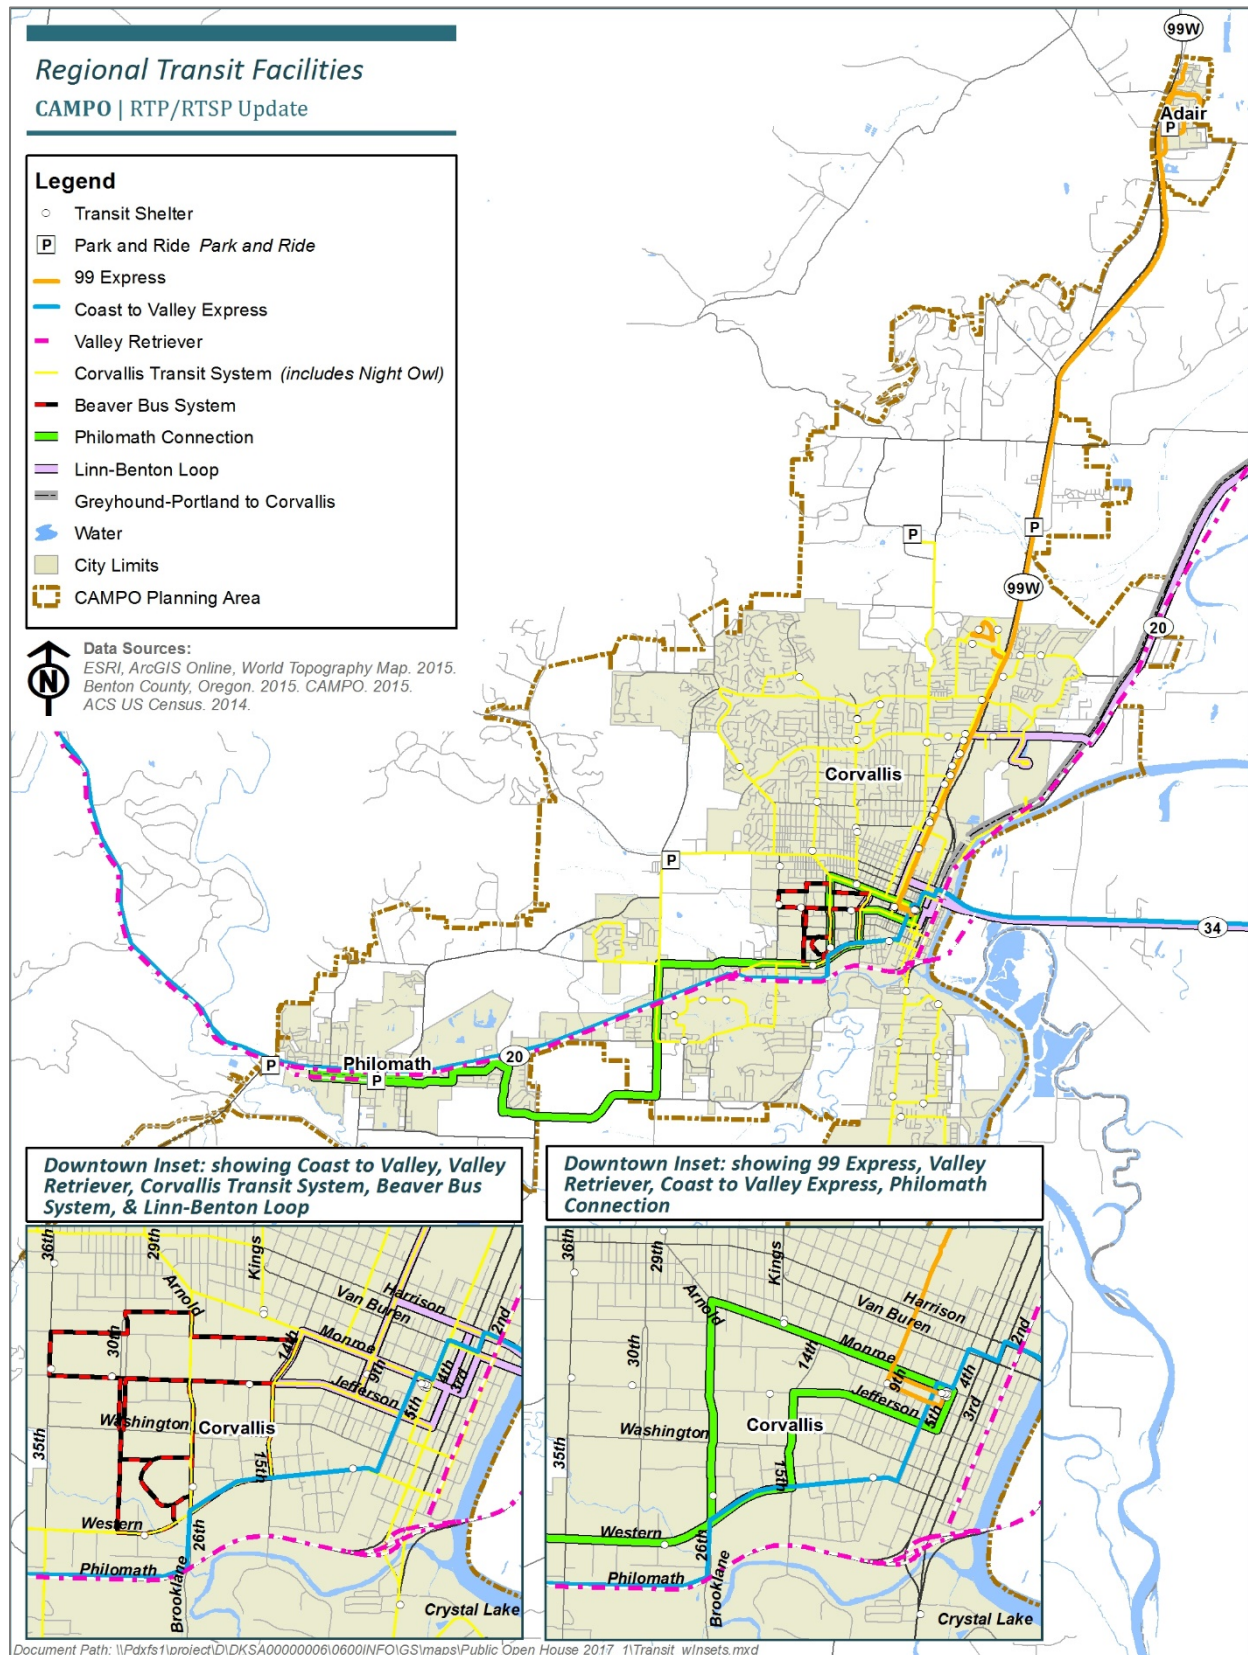 Regional Transit Facilities
CAMPO | RTP/RTSP Update
Legend
Transit Shelter
P Park and Ride Park and Ride
99 Express
Coast to Valley Express
Valley Retriever
Corvallis Transit System (includes Night Owl)
Beaver Bus System
Philomath Connection
Linn-Benton Loop
Greyhound-Portland to Corvallis
Water
City Limits
CAMPO Planning Area
N
Data Sources:
ESRI, ArcGIS Online, World Topography Map. 2015.
Benton County, Oregon. 2015. CAMPO. 2015.
ACS US Census. 2014.
99W
Adair
P
P
P
99W
20
Corvallis
P
34
20
P
Philomath
P
Downtown Inset: showing Coast to Valley, Valley
Retriever, Corvallis Transit System, Beaver Bus
System, & Linn-Benton Loop
36th
29th
Kings
Arnold
Harrison
Van Buren
2nd
30th
14th
Monroe
9th
4th
3rd
Jefferson
5th
Washington
Corvallis
35th
15th
Western
26th
Philomath
Brooklane
Crystal Lake
Downtown Inset: showing 99 Express, Valley
Retriever, Coast to Valley Express, Philomath
Connection
36th
29th
Kings
Arnold
Harrison
Van Buren
2nd
30th
14th
Monroe
9th
4th
3rd
Jefferson
5th
Washington
Corvallis
35th
15th
Western
26th
Philomath
Brooklane
Crystal Lake
Document Path: \\Pdxfs1\project\D\DKSA00000006\0600INFO\GS\maps\Public Open House 2017_1\Transit_wInsets.mxd